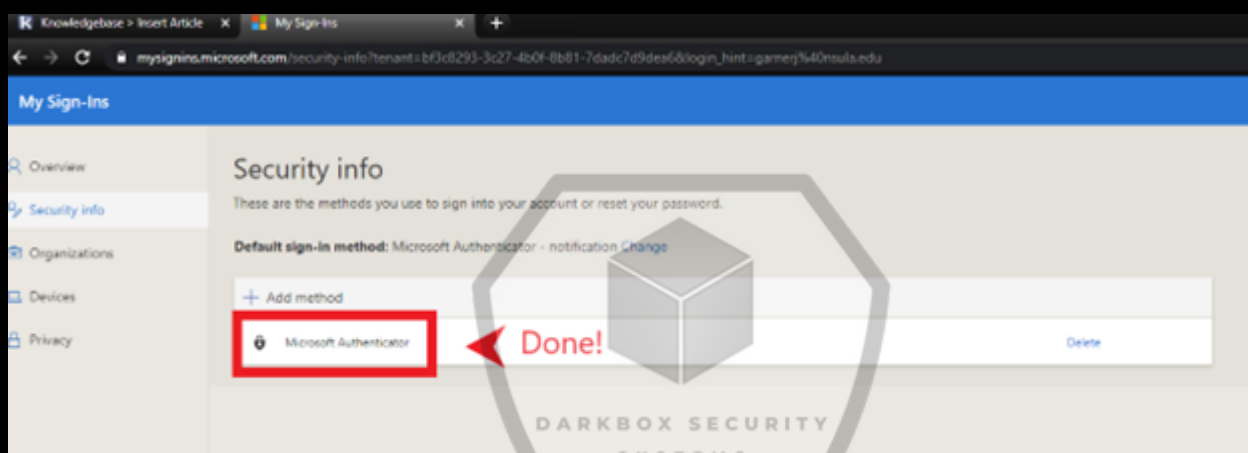 Knowledgebase > Insert Article
My Sign-Ins
mysignins.microsoft.com/security-info?tenant=bf3c8293-3c27-4b0f-8b81-7dadc7d9dea6&login_hint=garnerj%40nsula.edu
My Sign-Ins
Overview
Security info
Organizations
Devices
Privacy
Security info
These are the methods you use to sign into your account or reset your password.
Default sign-in method: Microsoft Authenticator - notification Change
Add method
Microsoft Authenticator
Done!
Delete
DARKBOX SECURITY